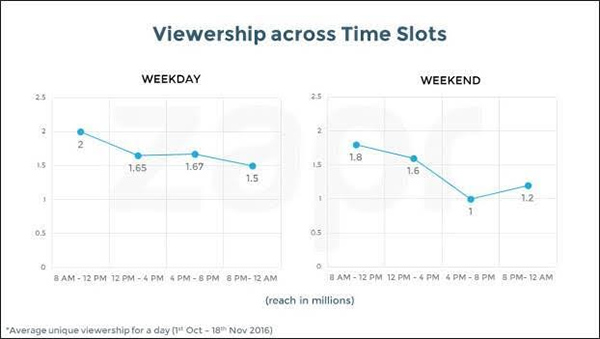 Viewership across Time Slots
WEEKDAY
2.5
2
1.5
1
0.5
0
2
1.65
1.67
1.5
8 AM - 12 PM 12 PM - 4 PM 4 PM - 8 PM 8 PM- 12 AM
WEEKEND
2.5
2
1.5
1
0.5
0
1.8
1.6
1
1.2
8 AM - 12 PM 12 PM - 4 PM 4 PM - 8 PM 8 PM- 12 AM
(reach in millions)
*Average unique viewership for a day (1st Oct - 18th Nov 2016)
zapr